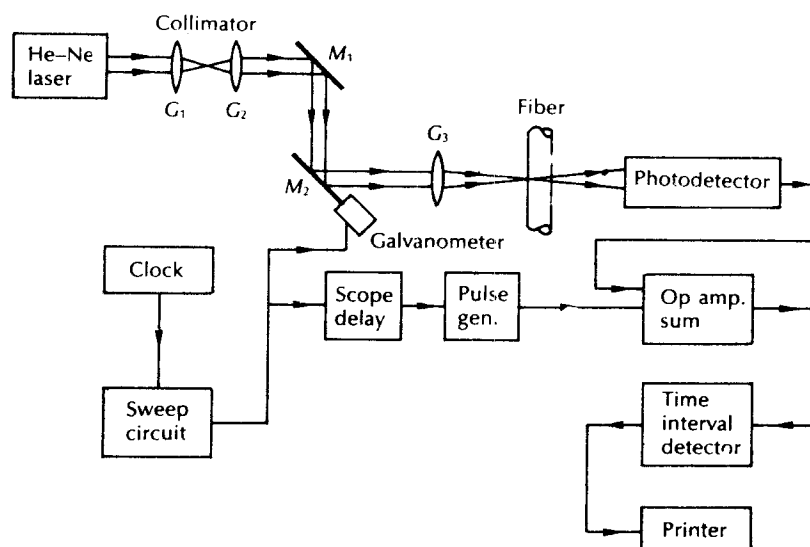 Collimator
He–Ne
laser
G1
G2
M1
Fiber
G3
M2
Photodetector
Galvanometer
Clock
Scope
delay
Pulse
gen.
Op amp.
sum
Sweep
circuit
Time
interval
detector
Printer